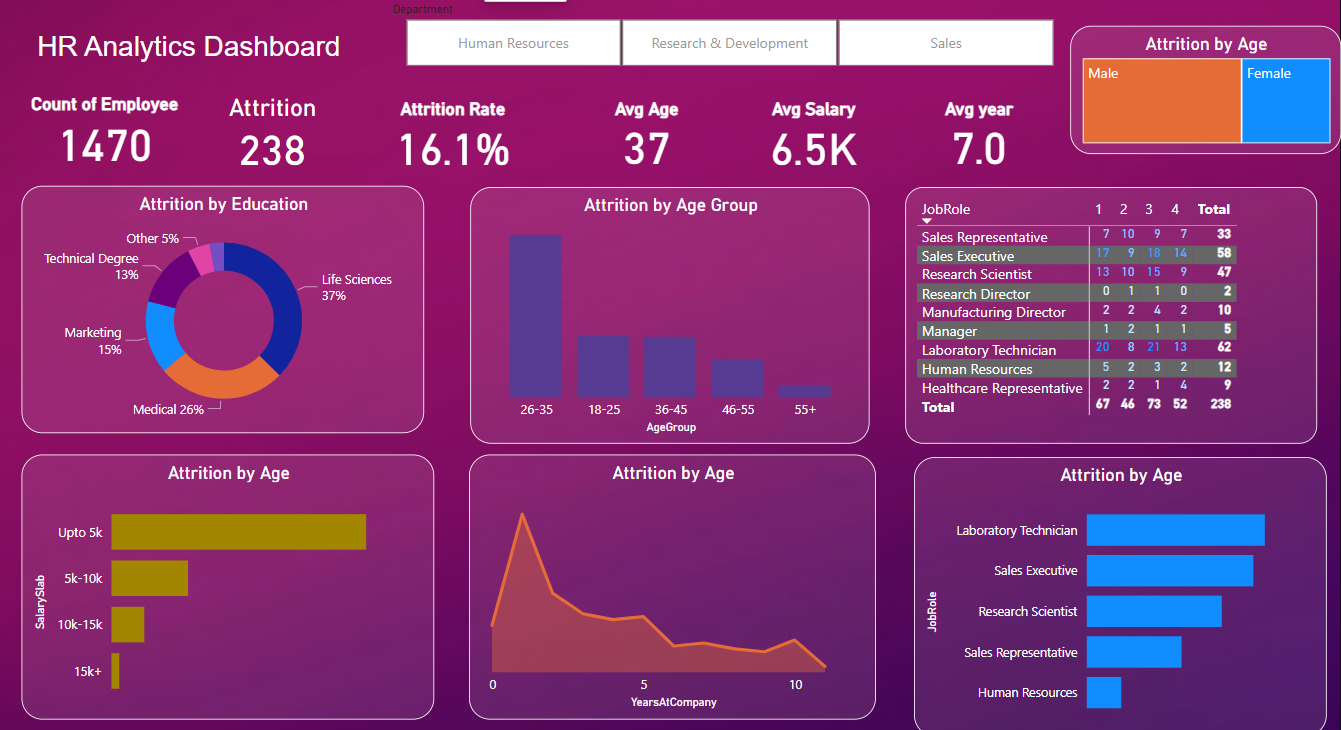 Department
HR Analytics Dashboard
Human Resources
Research & Development
Sales
Count of Employee
1470
Attrition
238
Attrition Rate
16.1%
Avg Age
37
Avg Salary
6.5K
Avg year
7.0
Attrition by Age
Male
Female
Attrition by Education
Other 5%
Technical Degree
13%
Marketing
15%
Medical 26%
Life Sciences
37%
Attrition by Age Group
26-35 18-25 36-45 46-55 55+
AgeGroup
JobRole 1 2 3 4 Total
Sales Representative 7 10 9 7 33
Sales Executive 17 9 18 14 58
Research Scientist 13 10 15 9 47
Research Director 0 1 1 0 2
Manufacturing Director 2 2 4 2 10
Manager 1 2 1 1 5
Laboratory Technician 20 8 21 13 62
Human Resources 5 2 3 2 12
Healthcare Representative 2 2 1 4 9
Total 67 46 73 52 238
Attrition by Age
SalarySlab
Upto 5k
5k-10k
10k-15k
15k+
Attrition by Age
0 5 10
YearsAtCompany
Attrition by Age
JobRole
Laboratory Technician
Sales Executive
Research Scientist
Sales Representative
Human Resources